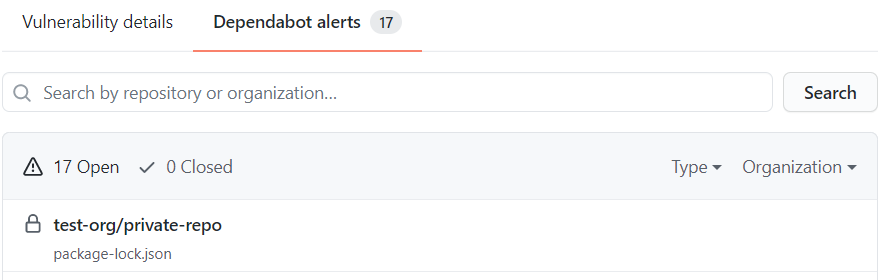 Vulnerability details Dependabot alerts 17
Search by repository or organization... Search
17 Open 0 Closed Type Organization
test-org/private-repo
package-lock.json